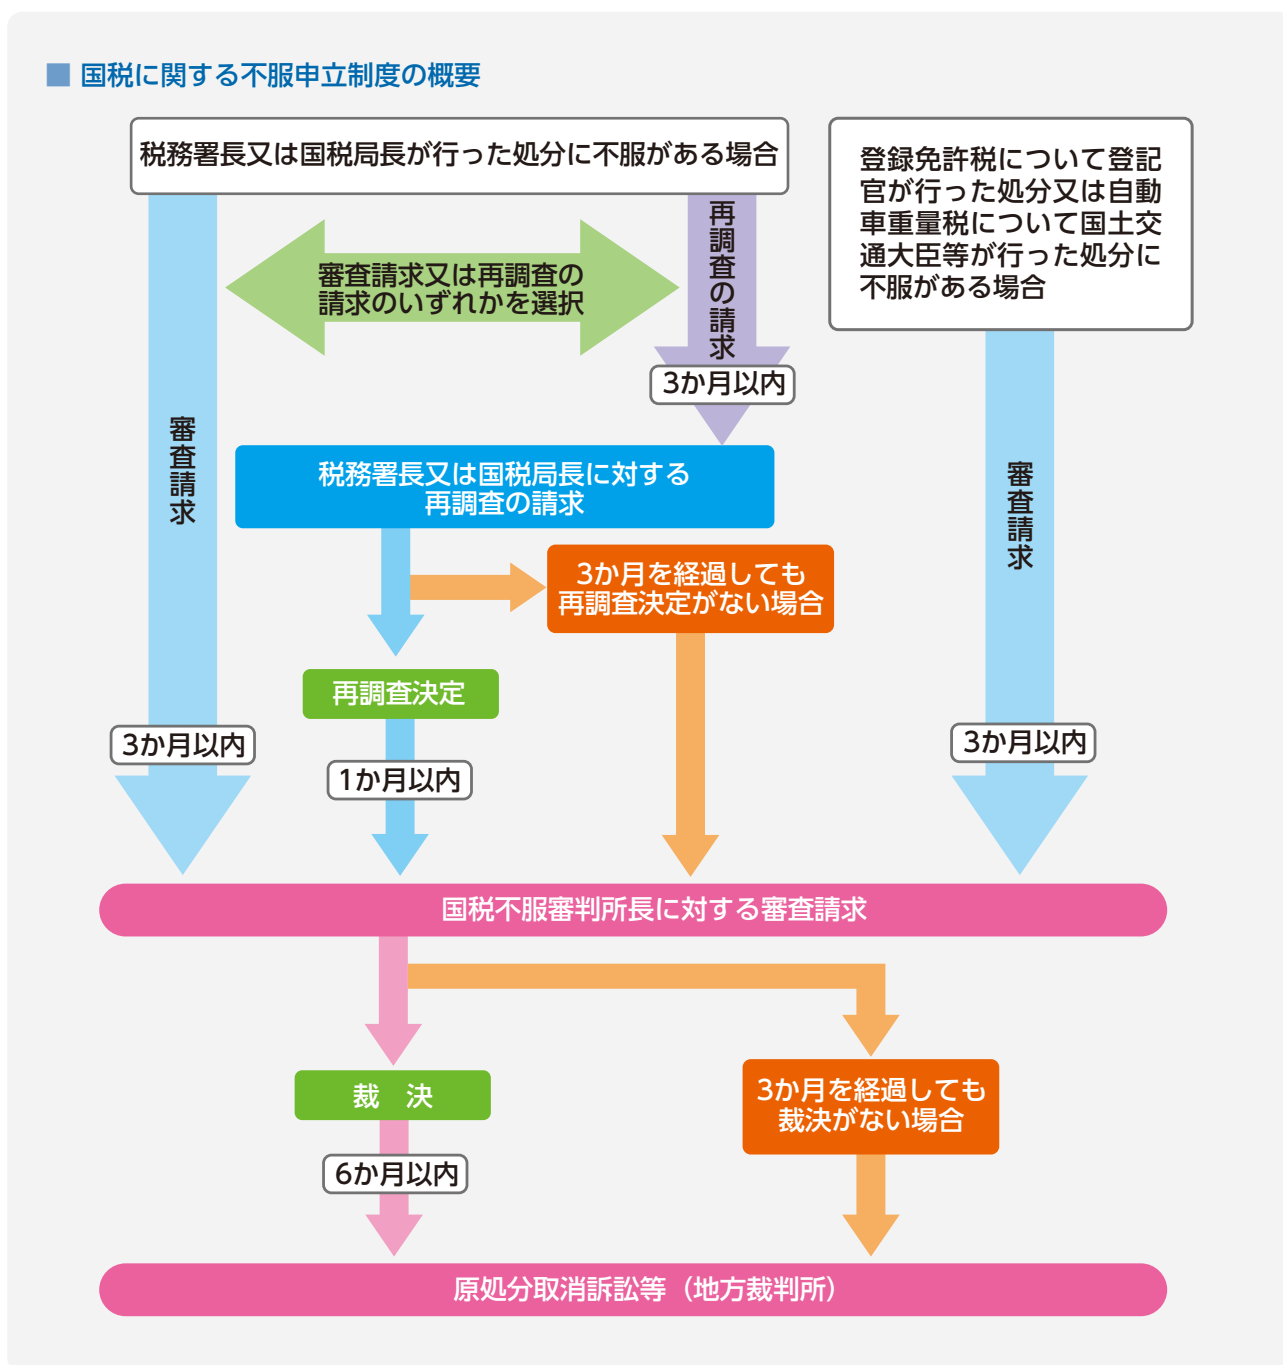 国税に関する不服申立制度の概要
税務署長又は国税局長が行った処分に不服がある場合
登録免許税について登記
官が行った処分又は自動
車重量税について国土交
通大臣等が行った処分に
不服がある場合
審査請求又は再調査の
請求のいずれかを選択
再調査の請求
3か月以内
審査請求
税務署長又は国税局長に対する
再調査の請求
審査請求
3か月を経過しても
再調査決定がない場合
再調査決定
3か月以内
1か月以内
3か月以内
国税不服審判所長に対する審査請求
裁　決
3か月を経過しても
裁決がない場合
6か月以内
原処分取消訴訟等（地方裁判所）